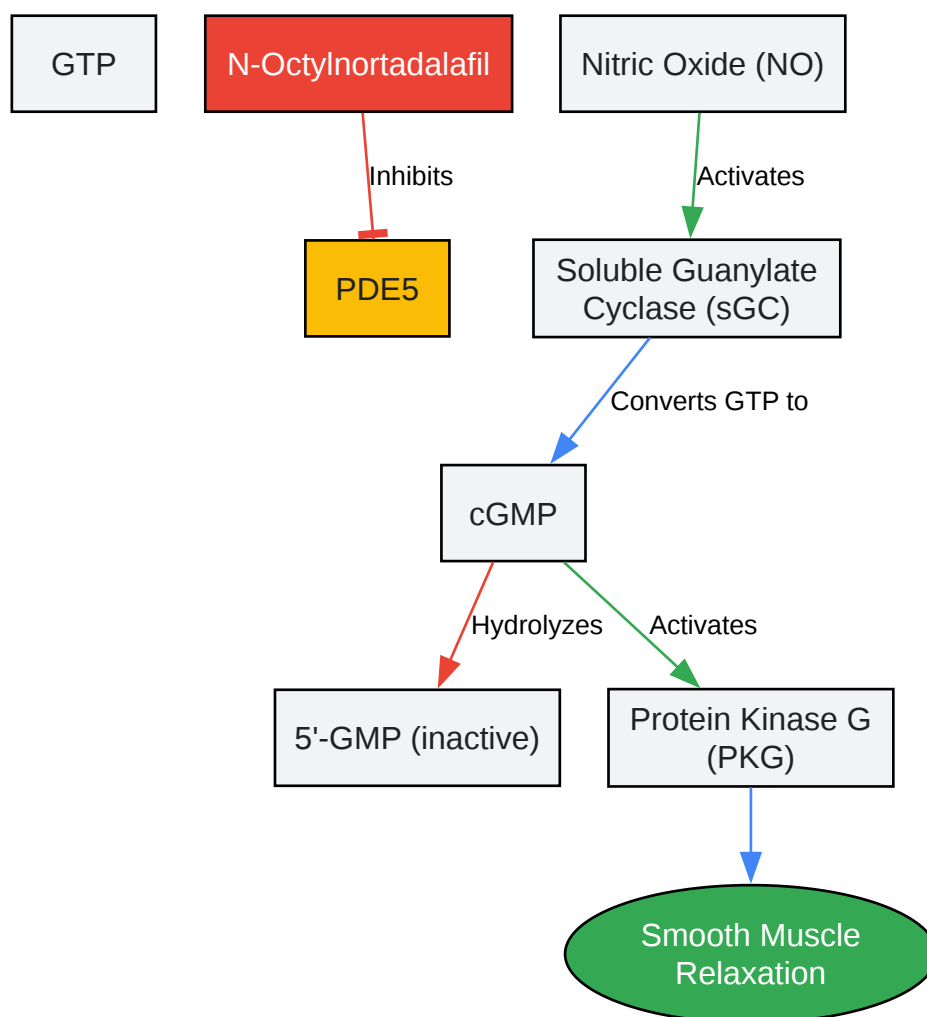 GTP
N-Octylnortadalafil
Nitric Oxide (NO)
Inhibits
Activates
PDE5
Soluble Guanylate
Cyclase (sGC)
Converts GTP to
cGMP
Hydrolyzes
Activates
5'-GMP (inactive)
Protein Kinase G
(PKG)
Smooth Muscle
Relaxation